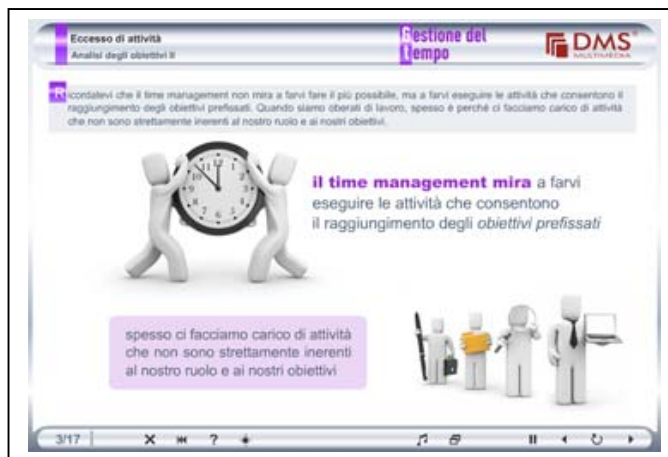 Eccesso di attività
Analisi degli obiettivi II
Gestione del
tempo
DMS®
MULTIMEDIA
Ricordatevi che il time management non mira a farvi fare il più possibile, ma a farvi eseguire le attività che consentono il
raggiungimento degli obiettivi prefissati. Quando siamo oberati di lavoro, spesso è perché ci facciamo carico di attività
che non sono strettamente inerenti al nostro ruolo e ai nostri obiettivi.
12
il time management mira a farvi
eseguire le attività che consentono
il raggiungimento degli obiettivi prefissati
spesso ci facciamo carico di attività
che non sono strettamente inerenti
al nostro ruolo e ai nostri obiettivi
3/17
?